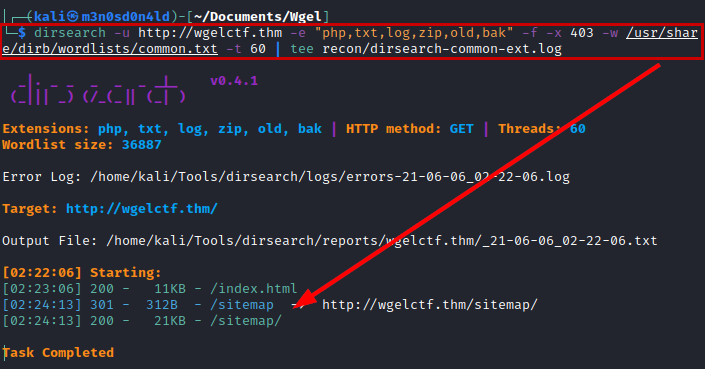 (kali㉿m3n0sd0n4ld)-[~/Documents/Wgel]
$ dirsearch -u http://wgelctf.thm -e "php,txt,log,zip,old,bak" -f -x 403 -w /usr/shar
e/dirb/wordlists/common.txt -t 60 | tee recon/dirsearch-common-ext.log
v0.4.1
Extensions: php, txt, log, zip, old, bak | HTTP method: GET | Threads: 60
Wordlist size: 36887
Error Log: /home/kali/Tools/dirsearch/logs/errors-21-06-06_02-22-06.log
Target: http://wgelctf.thm/
Output File: /home/kali/Tools/dirsearch/reports/wgelctf.thm/_21-06-06_02-22-06.txt
[02:22:06] Starting:
[02:23:06] 200 -   11KB - /index.html
[02:24:13] 301 -  312B  - /sitemap  ->  http://wgelctf.thm/sitemap/
[02:24:13] 200 -   21KB - /sitemap/
Task Completed